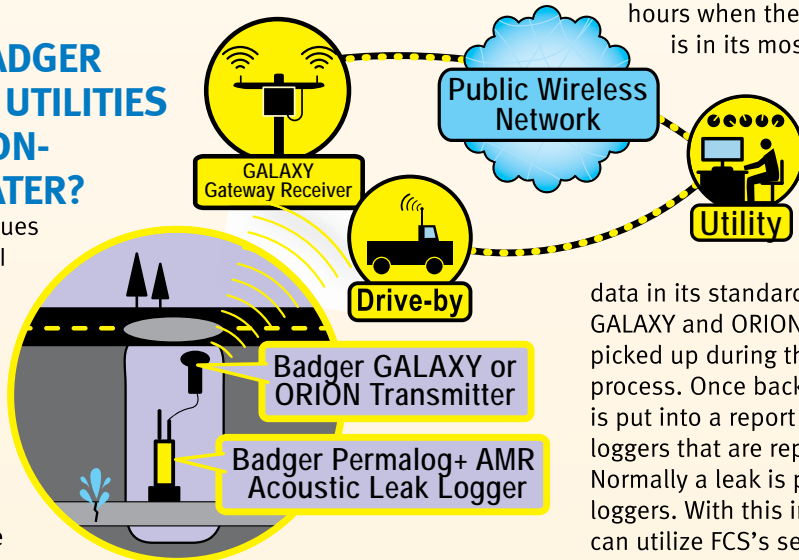 hours when the
is in its mos
ADGER
UTILITIES
ON-
ATER?
ues
l
e
Public Wireless
Network
GALAXY
Gateway Receiver
Utility
Drive-by
Badger GALAXY or
ORION Transmitter
Badger Permalog+ AMR
Acoustic Leak Logger
data in its standard
GALAXY and ORION
picked up during th
process. Once back
is put into a report
loggers that are rep
Normally a leak is p
loggers. With this in
can utilize FCS's se